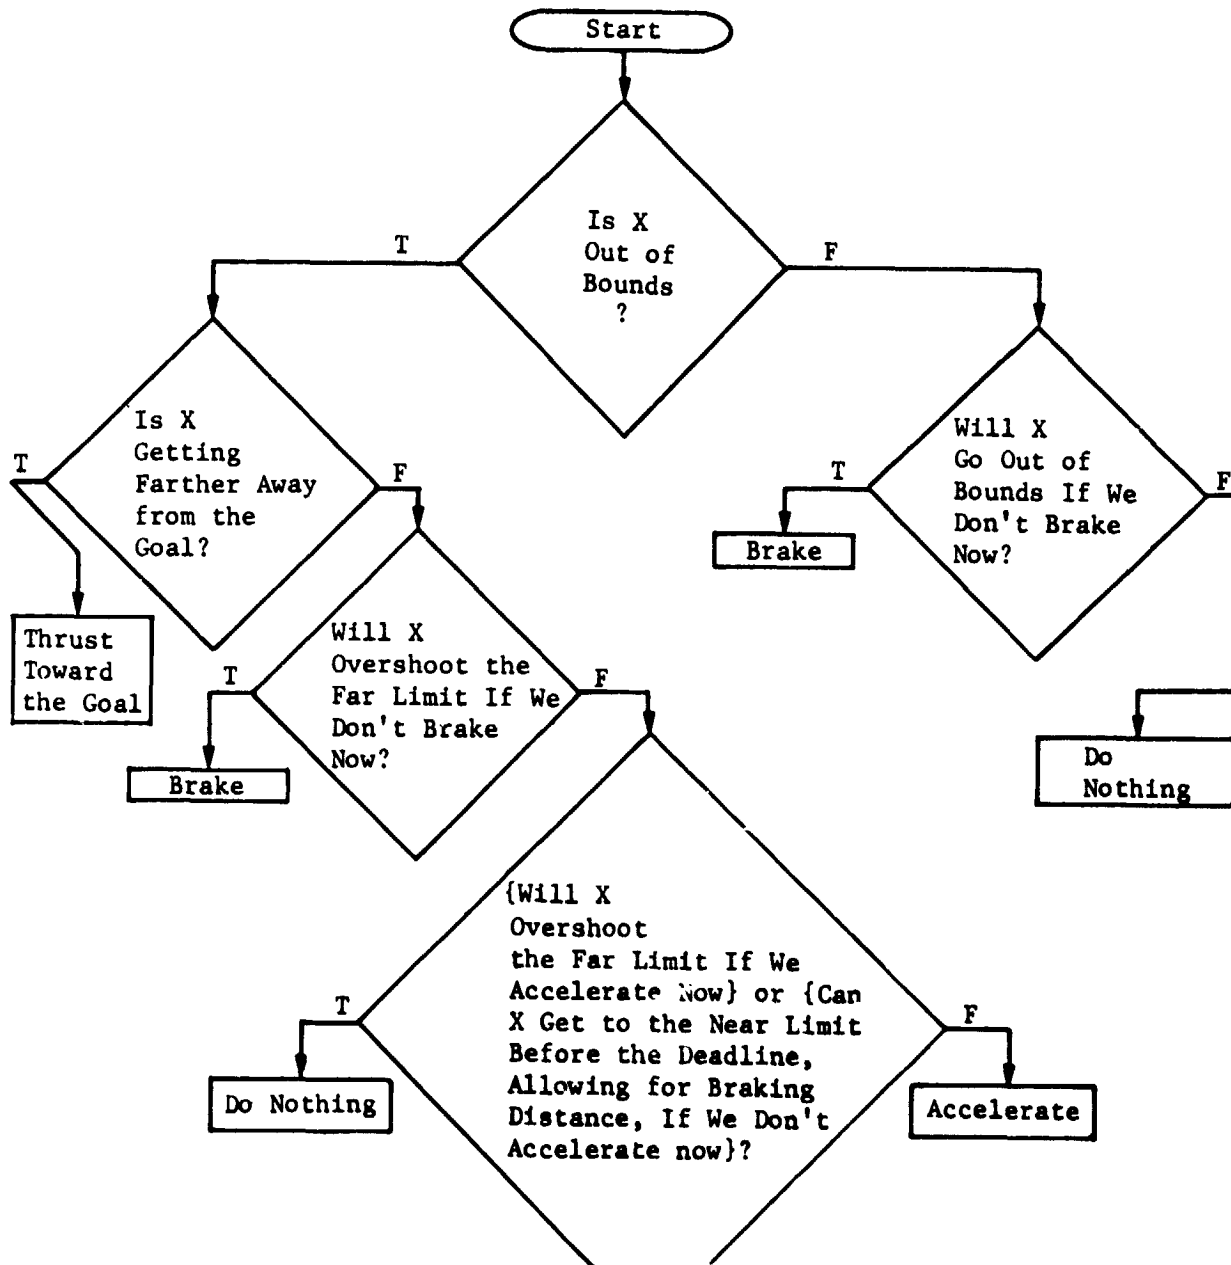 Start
Is X
Out of
Bounds
?
T
F
Is X
Getting
Farther Away
from the
Goal?
T
F
Will X
Go Out of
Bounds If We
Don't Brake
Now?
T
F
Brake
Thrust
Toward
the Goal
Will X
Overshoot the
Far Limit If We
Don't Brake
Now?
T
F
Brake
Do
Nothing
{Will X
Overshoot
the Far Limit If We
Accelerate Now} or {Can
X Get to the Near Limit
Before the Deadline,
Allowing for Braking
Distance, If We Don't
Accelerate now}?
T
F
Do Nothing
Accelerate